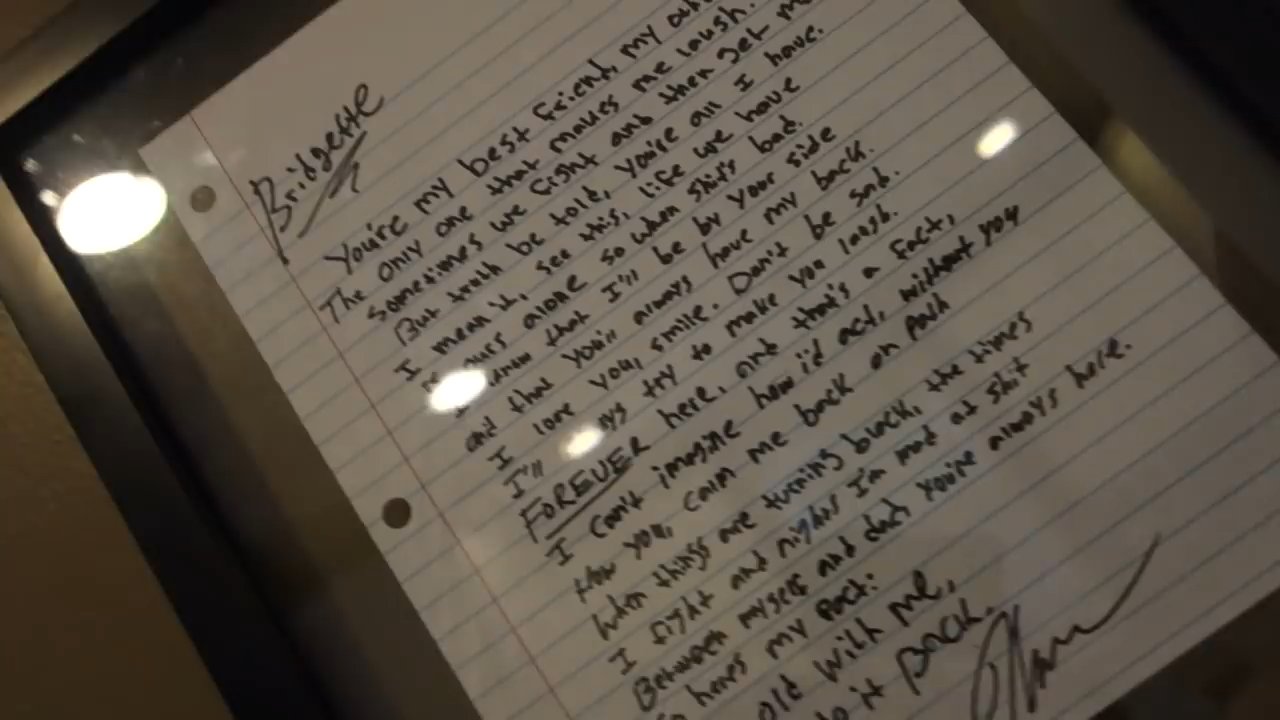 Bridgette
You're my best friend, my
The only one that makes me laugh.
sometimes we fight and then get me
But truth be told, you're all I have.
I mean it, see this, life we have
is ours alone so when shit's bad.
know that I'll be by your side
and that you'll always have my back.
I love you, smile. Don't be sad.
I'll try to make you laugh.
FOREVER here, and that's a fact,
I can't imagine how i'd act, without you
How you, calm me back on path
When things are turning black, the times
I fight and nights I'm mad at shit
Between myself and dad, you're always here.
heres my pact:
old with me,
it back.